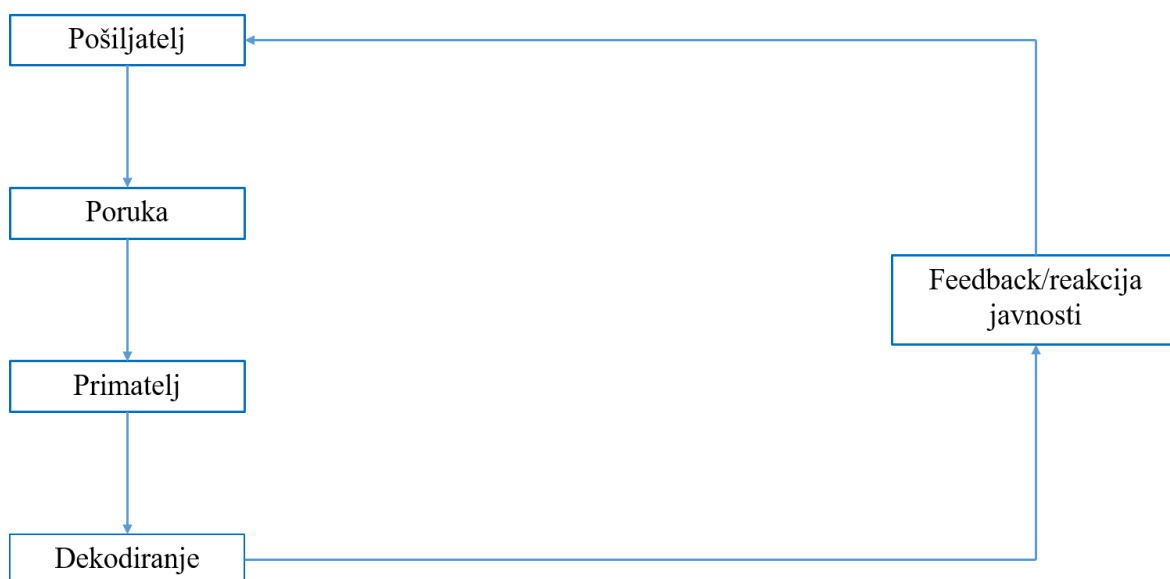 Pošiljatelj
Poruka
Primatelj
Dekodiranje
Feedback/reakcija
javnosti